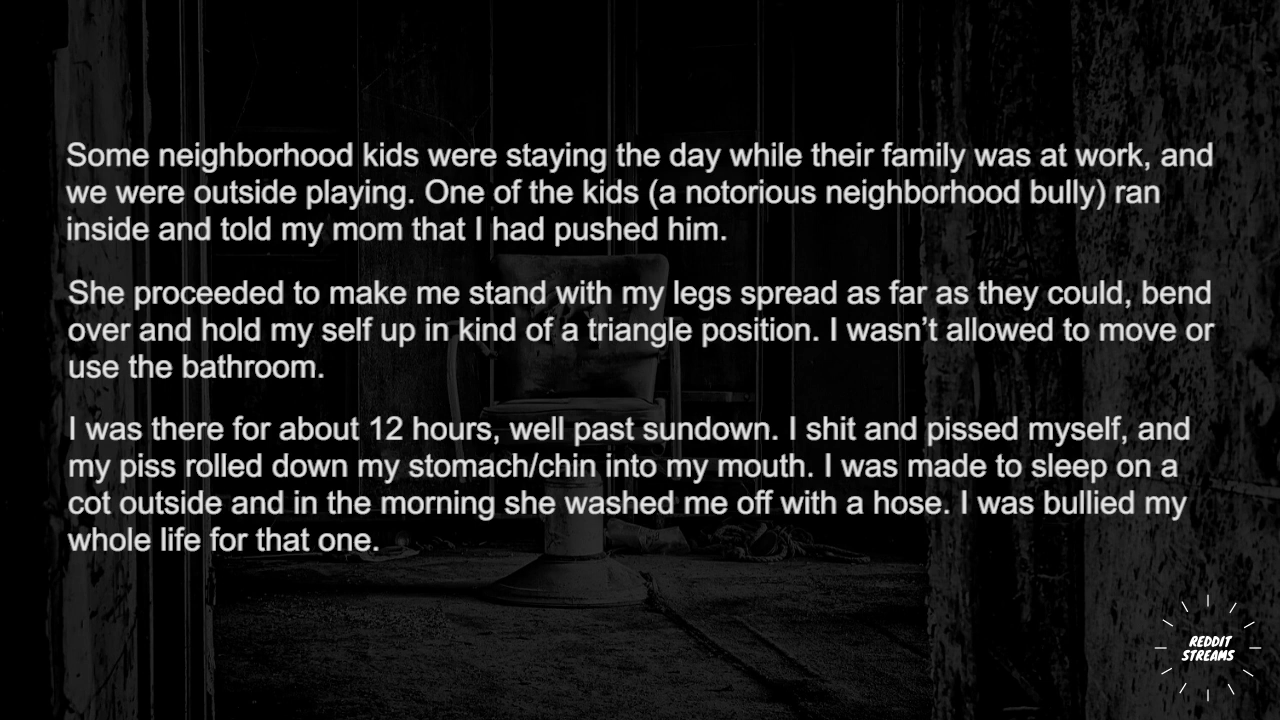 Some neighborhood kids were staying the day while their family was at work, and
we were outside playing. One of the kids (a notorious neighborhood bully) ran
inside and told my mom that I had pushed him.
She proceeded to make me stand with my legs spread as far as they could, bend
over and hold my self up in kind of a triangle position. I wasn’t allowed to move or
use the bathroom.
I was there for about 12 hours, well past sundown. I shit and pissed myself, and
my piss rolled down my stomach/chin into my mouth. I was made to sleep on a
cot outside and in the morning she washed me off with a hose. I was bullied my
whole life for that one.
REDDIT
STREAMS